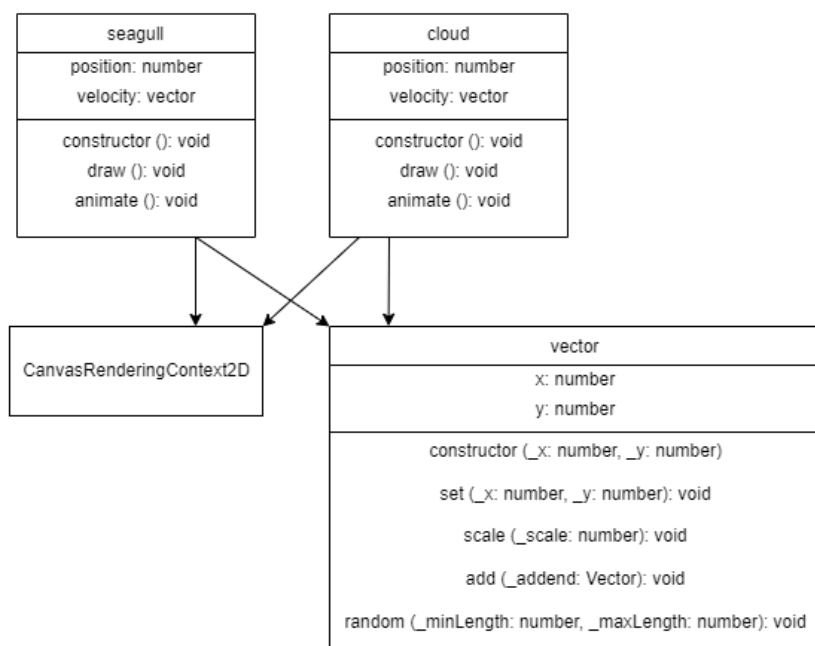 seagull
position: number
velocity: vector
constructor (): void
draw (): void
animate (): void
cloud
position: number
velocity: vector
constructor (): void
draw (): void
animate (): void
CanvasRenderingContext2D
vector
x: number
y: number
constructor (_x: number, _y: number)
set (_x: number, _y: number): void
scale (_scale: number): void
add (_addend: Vector): void
random (_minLength: number, _maxLength: number): void